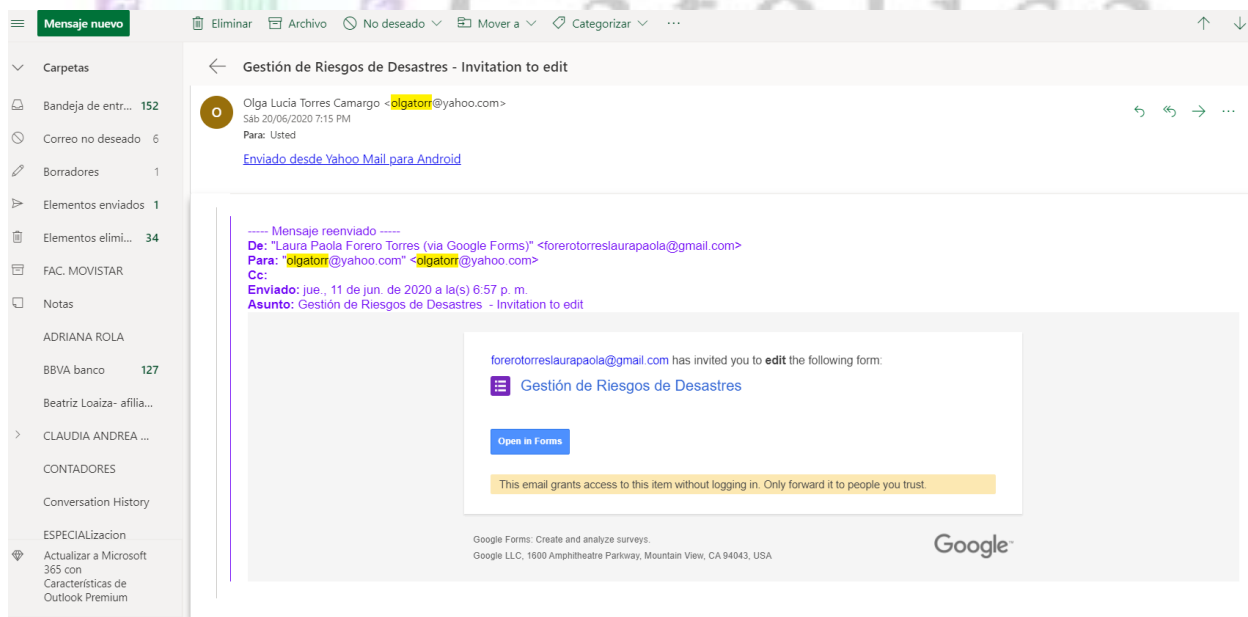 Mensaje nuevo
Eliminar Archivo No deseado Mover a Categorizar ...
Carpetas
Bandeja de entr... 152
Correo no deseado 6
Borradores 1
Elementos enviados 1
Elementos elimi... 34
FAC. MOVISTAR
Notas
ADRIANA ROLA
BBVA banco 127
Beatriz Loaiza- afilia...
CLAUDIA ANDREA ...
CONTADORES
Conversation History
ESPECIALizacion
Actualizar a Microsoft
365 con
Características de
Outlook Premium
Gestión de Riesgos de Desastres - Invitation to edit
O
Olga Lucia Torres Camargo <olgatorr@yahoo.com>
Sáb 20/06/2020 7:15 PM
Para: Usted
Enviado desde Yahoo Mail para Android
----- Mensaje reenviado -----
De: "Laura Paola Forero Torres (via Google Forms)" <forerotorreslaurapaola@gmail.com>
Para: "olgatorr@yahoo.com" <olgatorr@yahoo.com>
Cc:
Enviado: jue., 11 de jun. de 2020 a la(s) 6:57 p. m.
Asunto: Gestión de Riesgos de Desastres - Invitation to edit
forerotorreslaurapaola@gmail.com has invited you to edit the following form:
Gestión de Riesgos de Desastres
Open in Forms
This email grants access to this item without logging in. Only forward it to people you trust.
Google Forms: Create and analyze surveys.
Google LLC, 1600 Amphitheatre Parkway, Mountain View, CA 94043, USA
Google